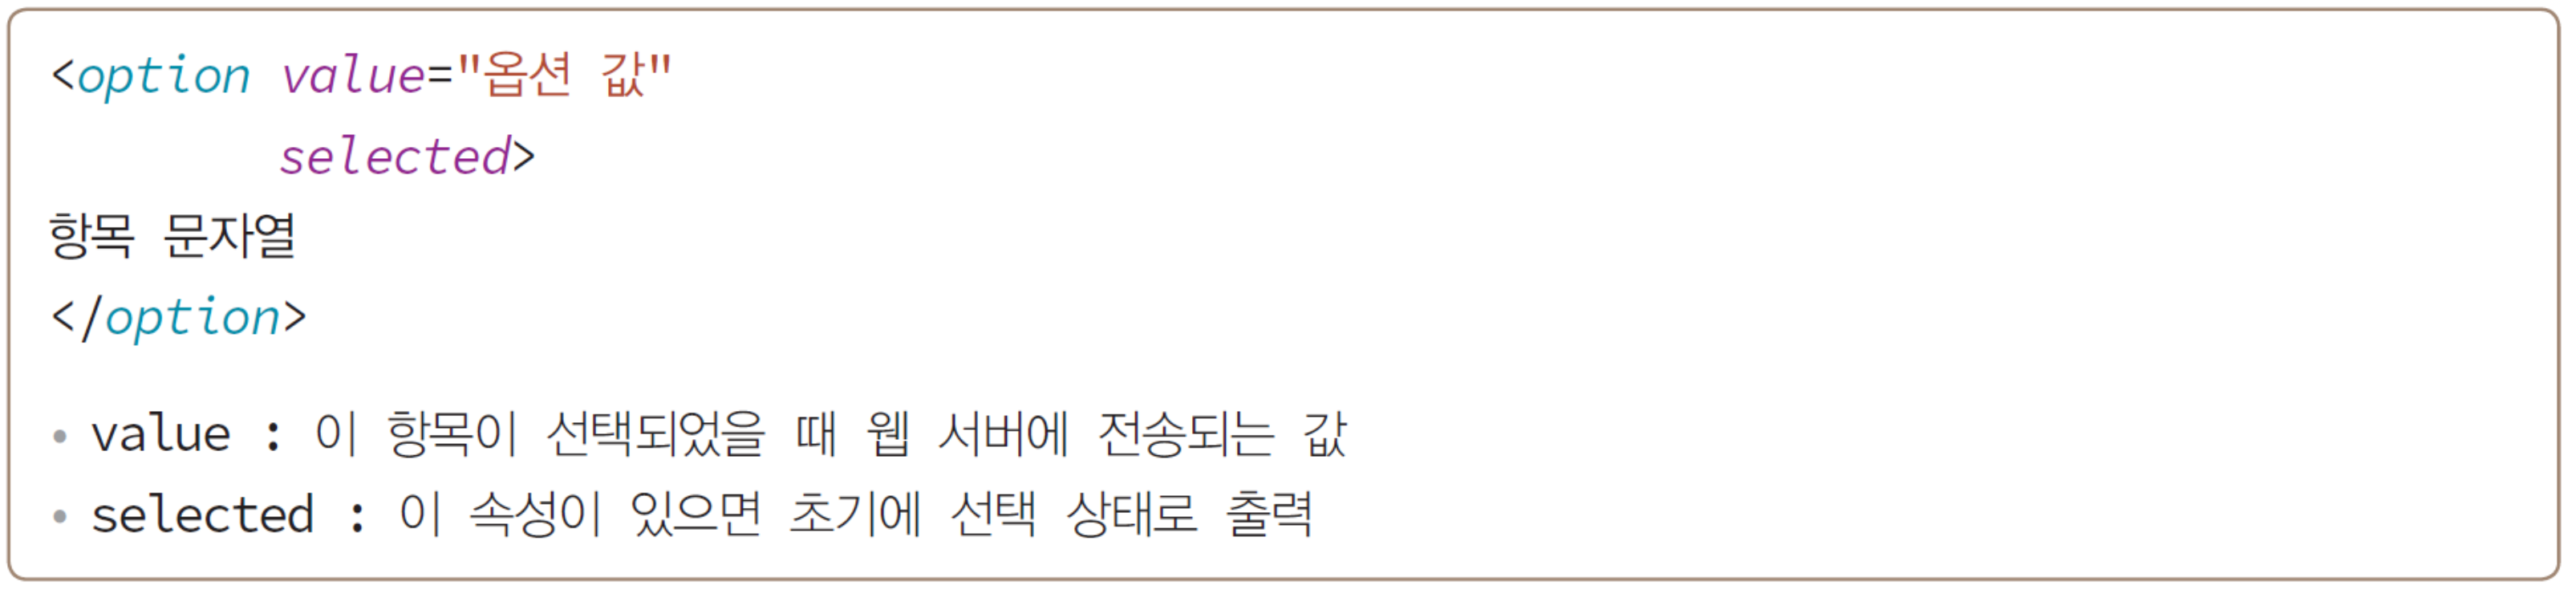 <option value="옵션 값"
selected>
항목 문자열
</option>
• value : 이 항목이 선택되었을 때 웹 서버에 전송되는 값
• selected : 이 속성이 있으면 초기에 선택 상태로 출력